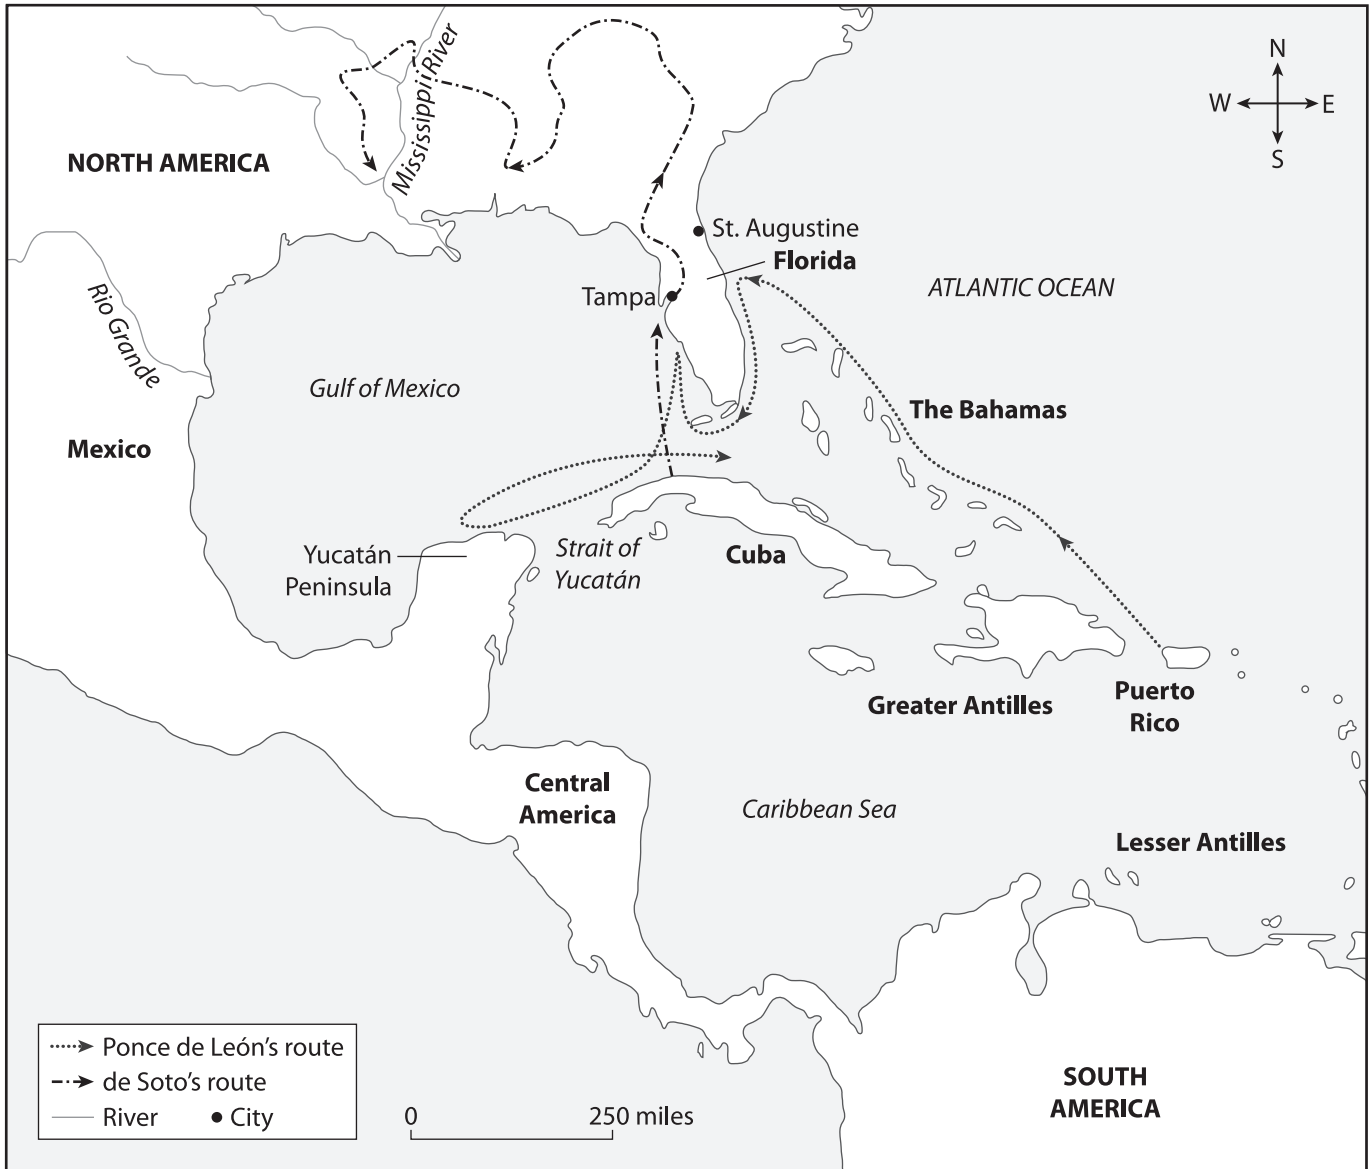 N
W
E
S
Mississippi River
NORTH AMERICA
St. Augustine
Florida
Tampa
ATLANTIC OCEAN
Rio Grande
Gulf of Mexico
The Bahamas
Mexico
Yucatán
Peninsula
Strait of
Yucatán
Cuba
Greater Antilles
Puerto
Rico
Central
America
Caribbean Sea
Lesser Antilles
Ponce de León's route
de Soto's route
River
City
0
250 miles
SOUTH
AMERICA